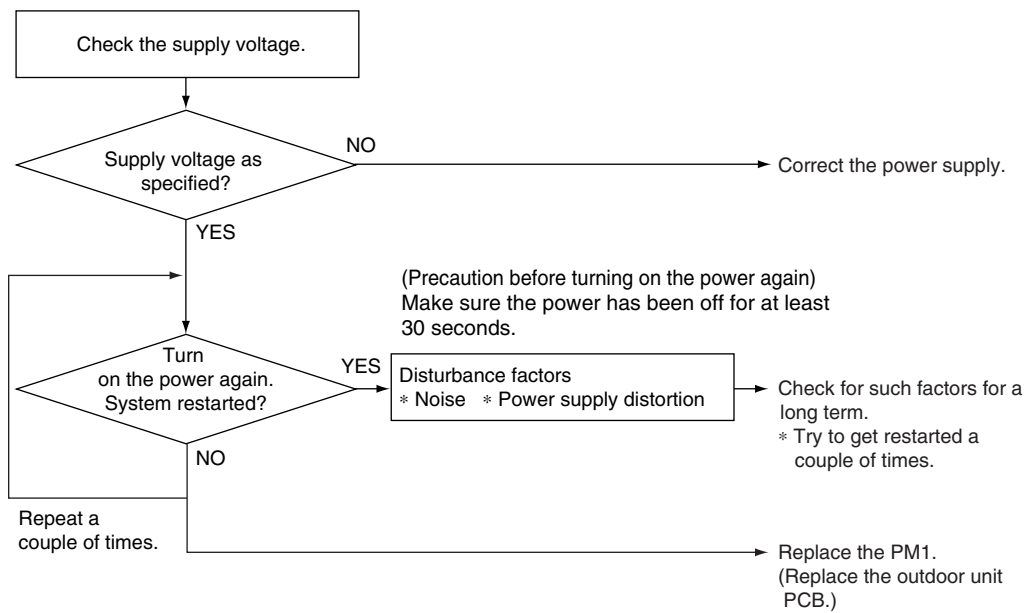 Check the supply voltage.
Supply voltage as
specified?
NO
Correct the power supply.
YES
(Precaution before turning on the power again)
Make sure the power has been off for at least
30 seconds.
Turn
on the power again.
System restarted?
YES
Disturbance factors
* Noise * Power supply distortion
Check for such factors for a
long term.
* Try to get restarted a
couple of times.
NO
Repeat a
couple of times.
Replace the PM1.
(Replace the outdoor unit
PCB.)